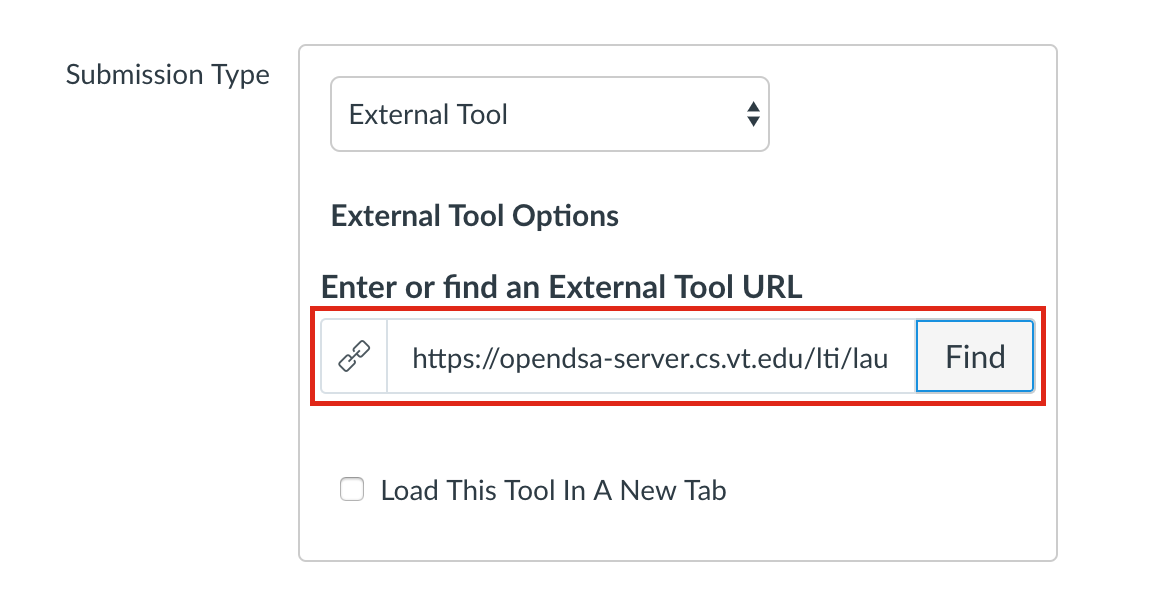 Submission Type
External Tool
External Tool Options
Enter or find an External Tool URL
https://opendsa-server.cs.vt.edu/lti/lau
Find
Load This Tool In A New Tab